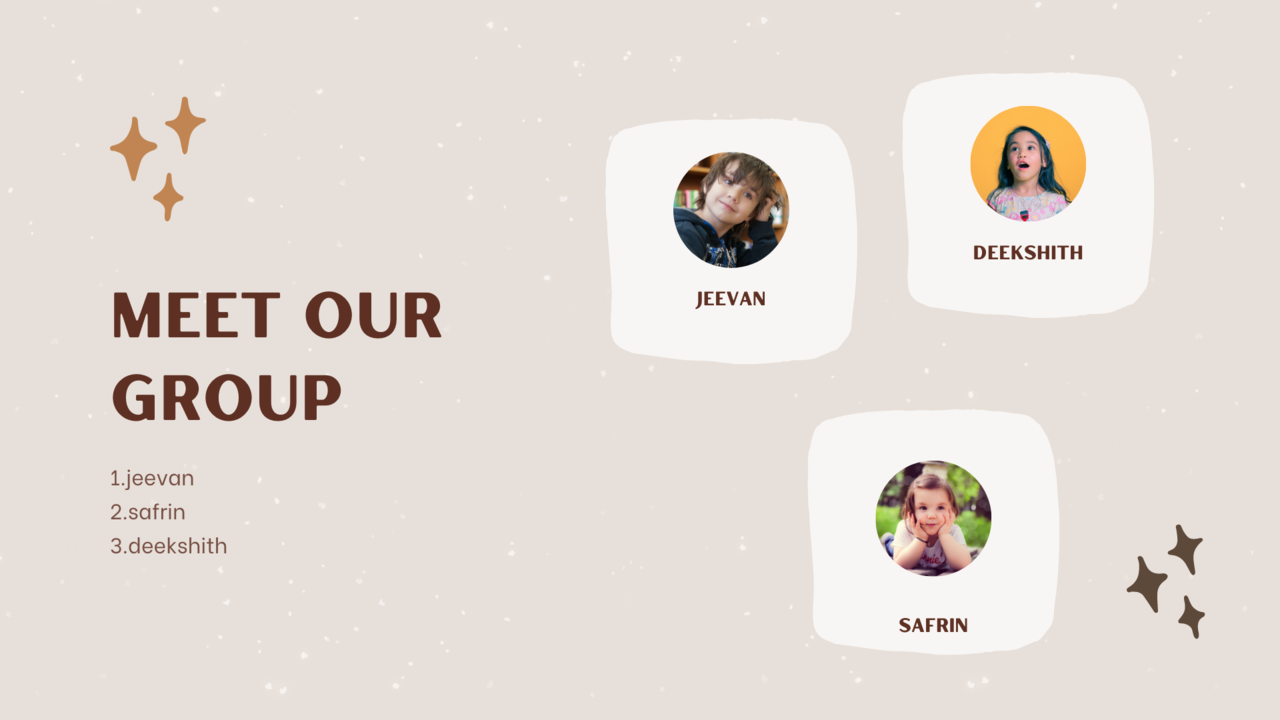 MEET OUR
GROUP
1.jeevan
2.safrin
3.deekshith
JEEVAN
DEEKSHITH
SAFRIN